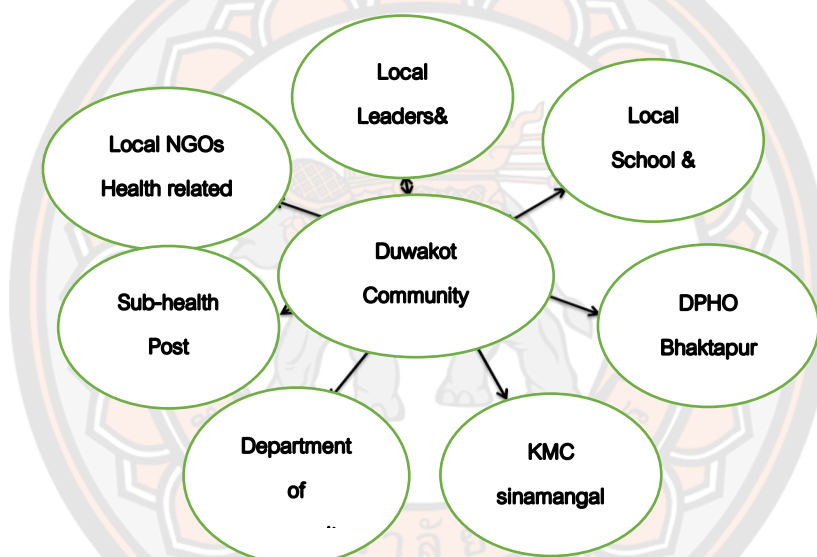 Local
Leaders&
Local
School &
Local NGOs
Health related
Duwakot
Community
Sub-health
Post
DPHO
Bhaktapur
Department
of
KMC
sinamangal